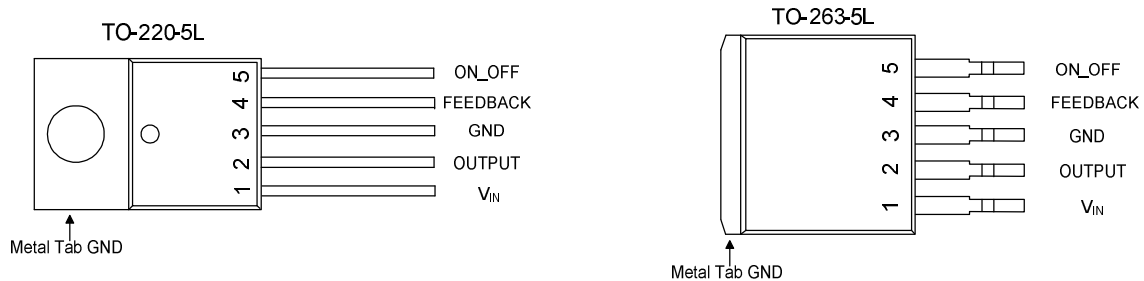 TO-220-5L
5 ON_OFF
4 FEEDBACK
3 GND
2 OUTPUT
1 VIN
Metal Tab GND
TO-263-5L
5 ON_OFF
4 FEEDBACK
3 GND
2 OUTPUT
1 VIN
Metal Tab GND